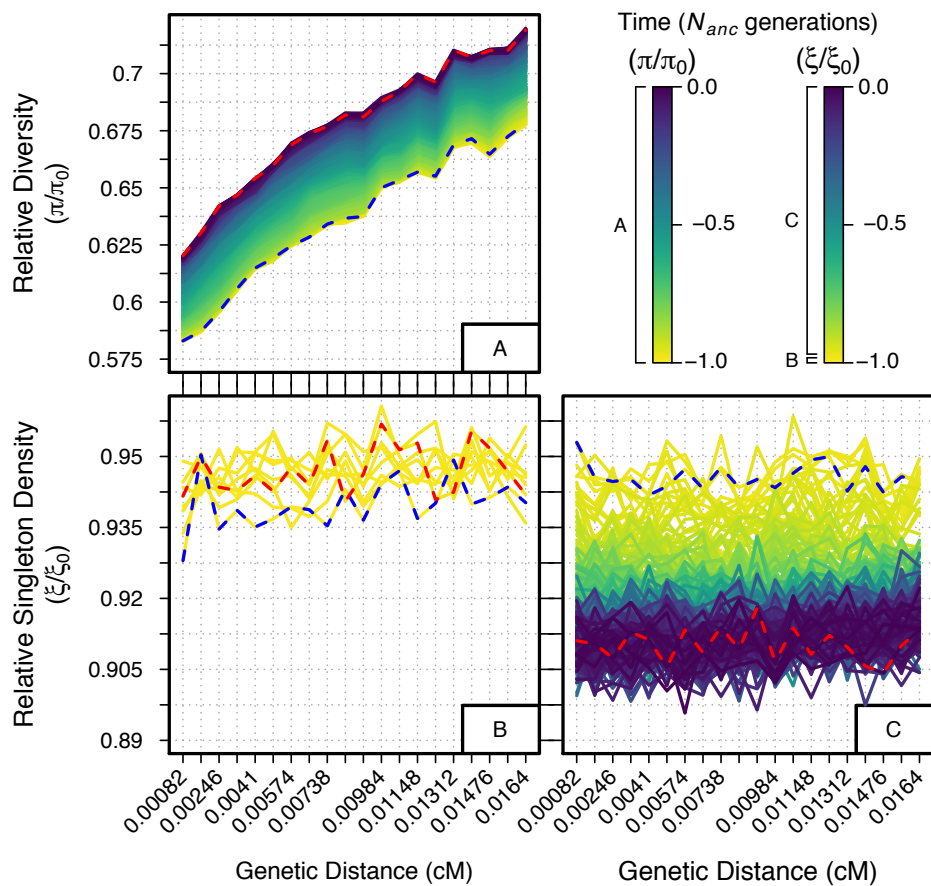 Time (N_anc generations)
(π/π₀)
(ξ/ξ₀)
0.0
−0.5
−1.0
A
0.0
−0.5
−1.0
C
B
Relative Diversity
(π/π₀)
0.7
0.675
0.65
0.625
0.6
0.575
A
Relative Singleton Density
(ξ/ξ₀)
0.95
0.935
0.92
0.905
0.89
B
C
0.00082
0.00246
0.0041
0.00574
0.00738
0.00984
0.01148
0.01312
0.01476
0.0164
0.00082
0.00246
0.0041
0.00574
0.00738
0.00984
0.01148
0.01312
0.01476
0.0164
Genetic Distance (cM)
Genetic Distance (cM)